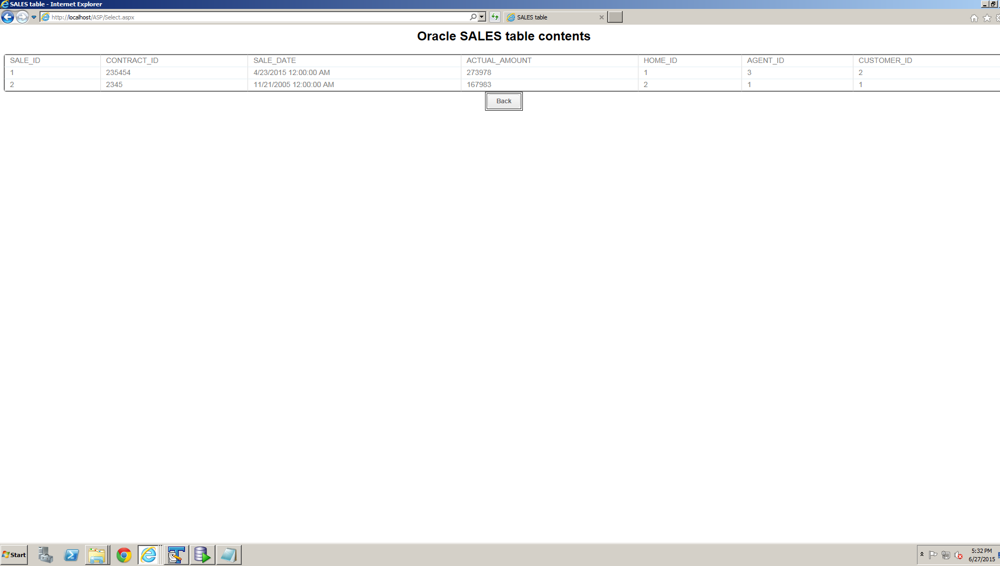 SALES table - Internet Explorer
http://localhost/ASP/Select.aspx
SALES table
Oracle SALES table contents
SALE_ID CONTRACT_ID SALE_DATE ACTUAL_AMOUNT HOME_ID AGENT_ID CUSTOMER_ID
1 235454 4/23/2015 12:00:00 AM 273978 1 3 2
2 2345 11/21/2005 12:00:00 AM 167983 2 1 1
Back
Start
5:32 PM
6/27/2015